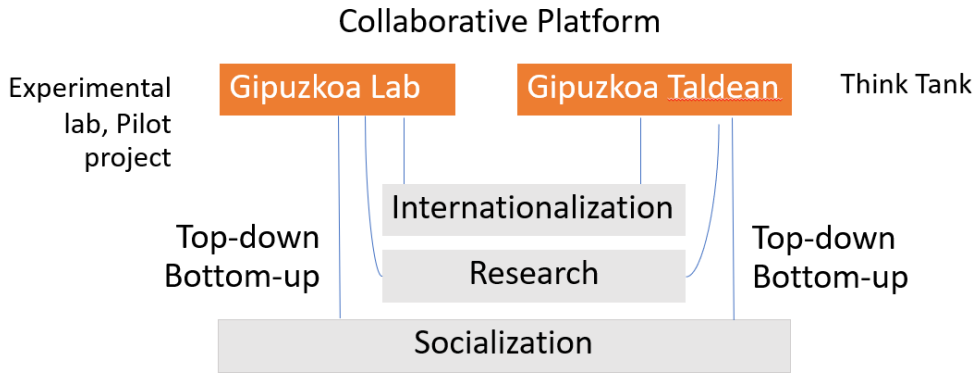 Collaborative Platform
Experimental
lab, Pilot
project
Gipuzkoa Lab
Gipuzkoa Taldean
Think Tank
Internationalization
Top-down
Bottom-up
Research
Top-down
Bottom-up
Socialization